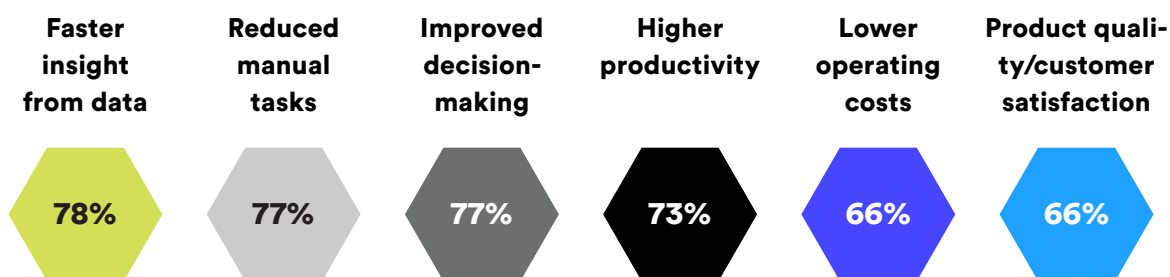 Faster
insight
from data
Reduced
manual
tasks
Improved
decision-
making
Higher
productivity
Lower
operating
costs
Product quali-
ty/customer
satisfaction
78%
77%
77%
73%
66%
66%